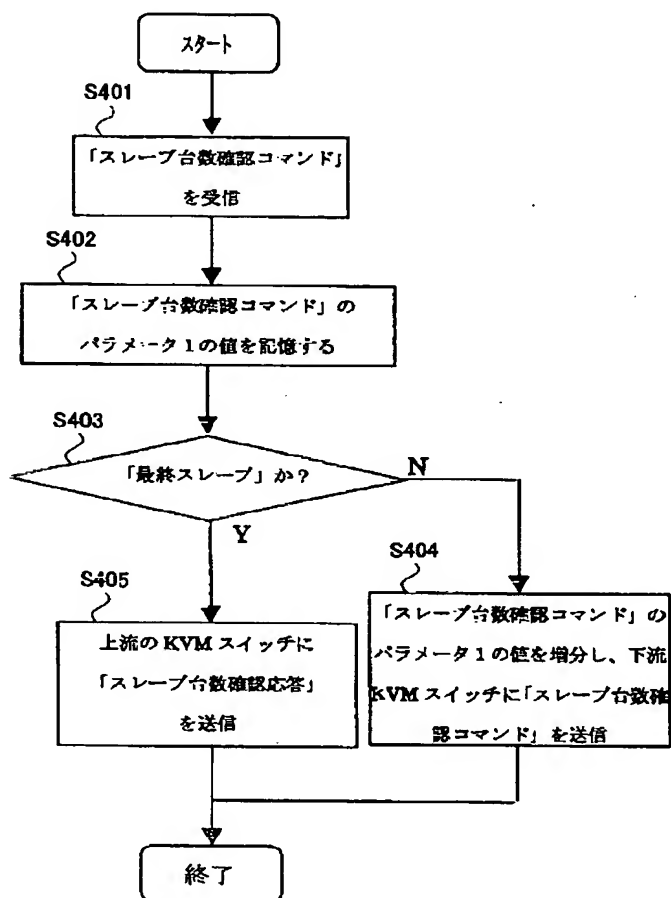 スタート
S401
「スレーブ台数確認コマンド」
を受信
S402
「スレーブ台数確認コマンド」の
パラメータ1の値を記憶する
S403
「最終スレーブ」か？
N
Y
S404
「スレーブ台数確認コマンド」の
パラメータ1の値を増分し、下流
KVMスイッチに「スレーブ台数確
認コマンド」を送信
S405
上流のKVMスイッチに
「スレーブ台数確認応答」
を送信
終了